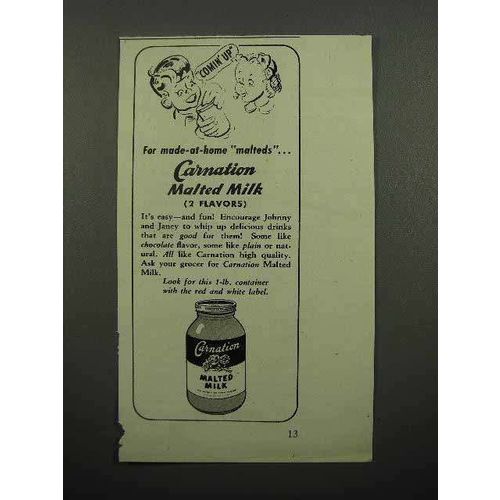 "COMIN' UP"
For made-at-home "malteds"...
Carnation
Malted Milk
(2 FLAVORS)
It's easy—and fun! Encourage Johnny
and Janey to whip up delicious drinks
that are good for them! Some like
chocolate flavor, some like plain or nat-
ural. All like Carnation high quality.
Ask your grocer for Carnation Malted
Milk.
Look for this 1-lb. container
with the red and white label.
Carnation
MALTED
MILK
13